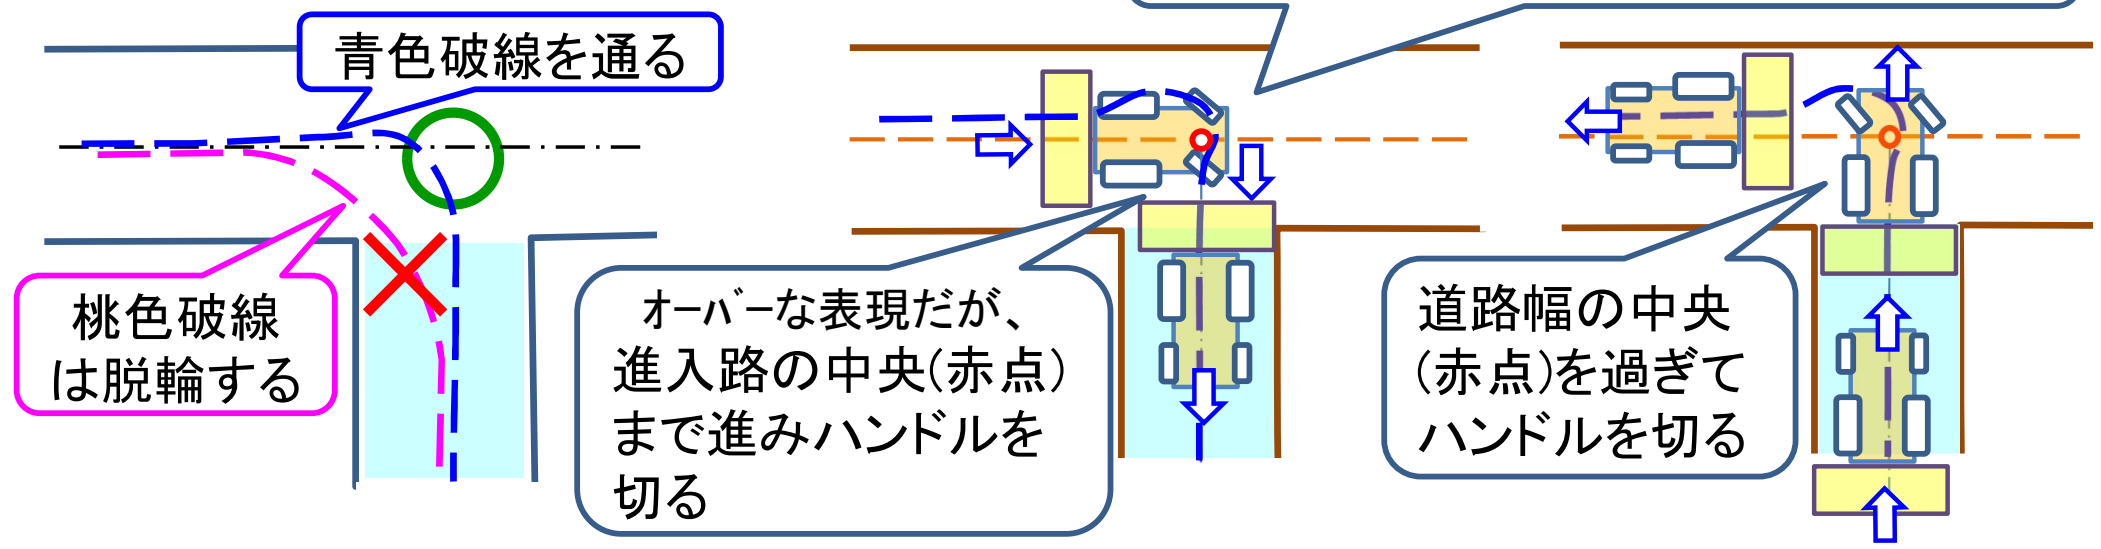 青色破線を通る
桃色破線
は脱輪する
オーバーな表現だが、
進入路の中央(赤点)
まで進みハンドルを
切る
道路幅の中央
(赤点)を過ぎて
ハンドルを切る